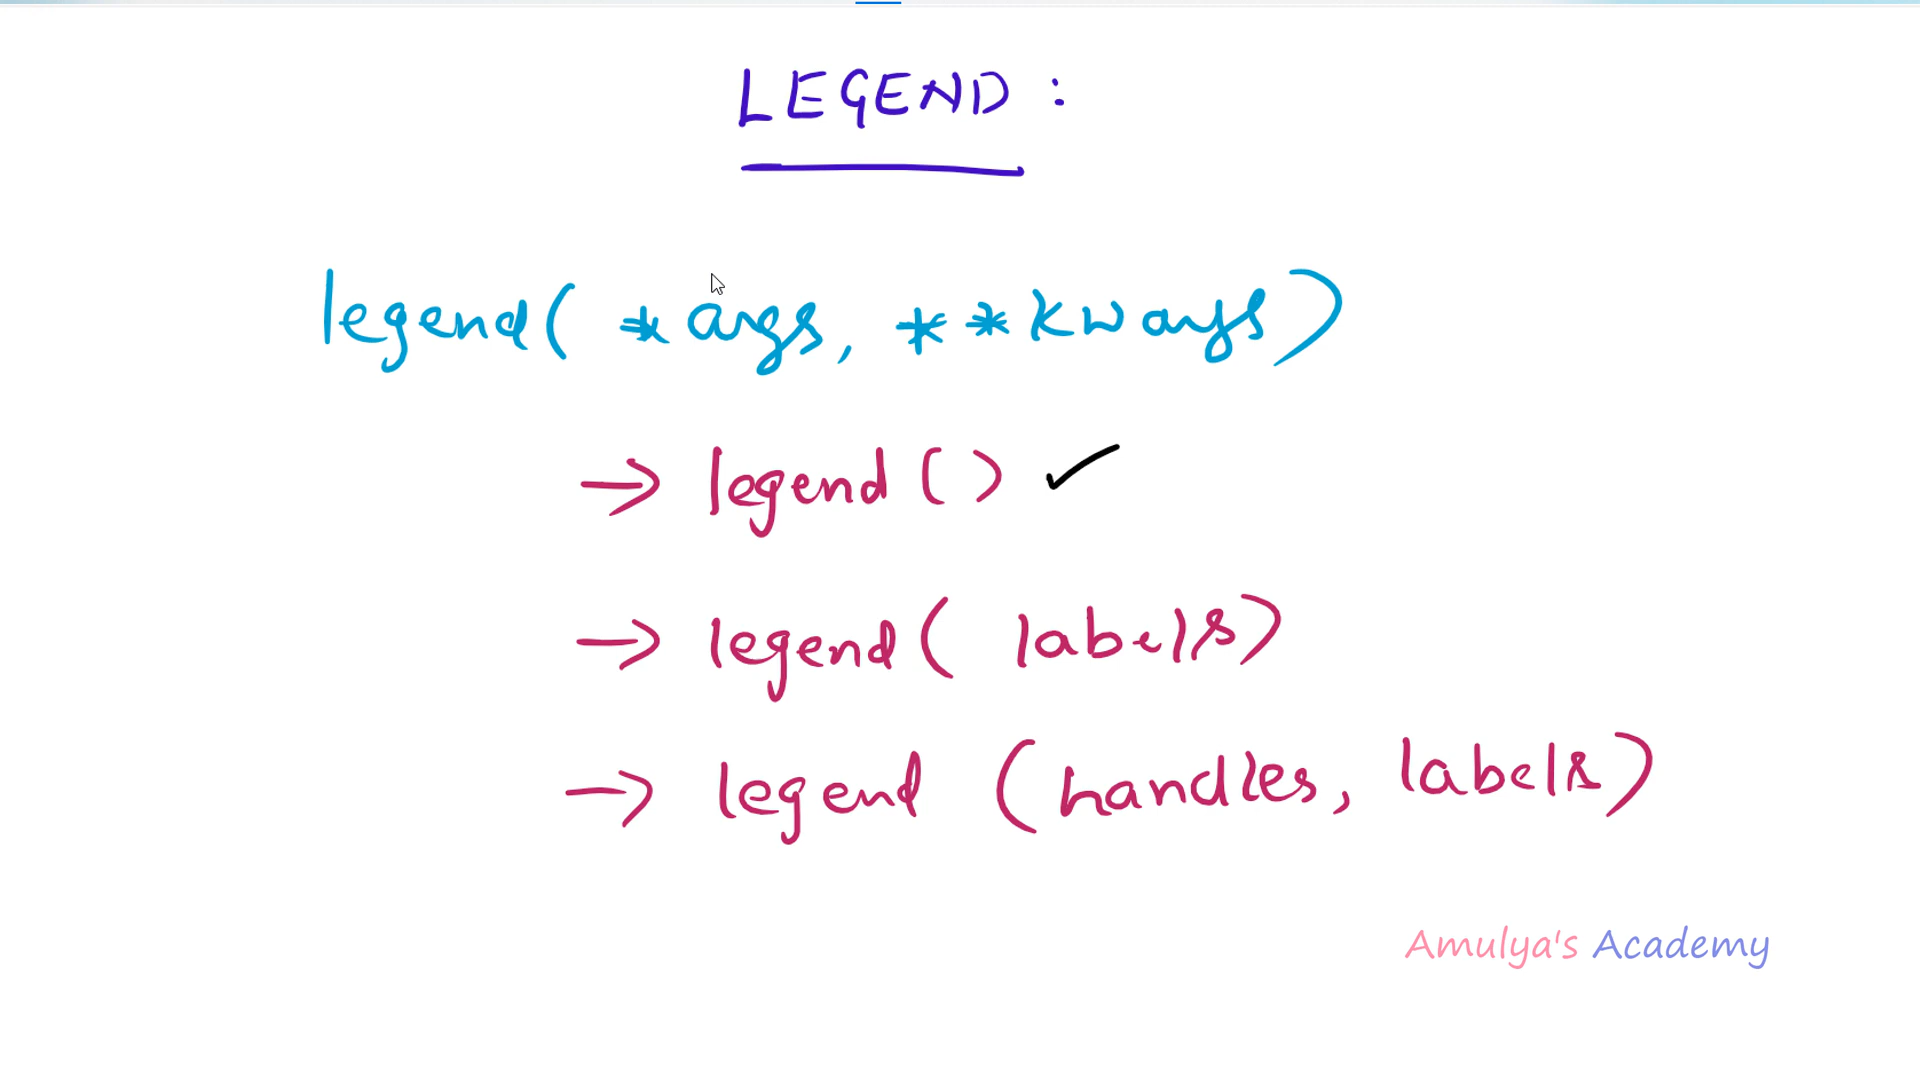 LEGEND :
legend( *args, **kwargs)
→ legend () ✓
→ legend( labels)
→ legend (handles, labels)
Amulya's Academy